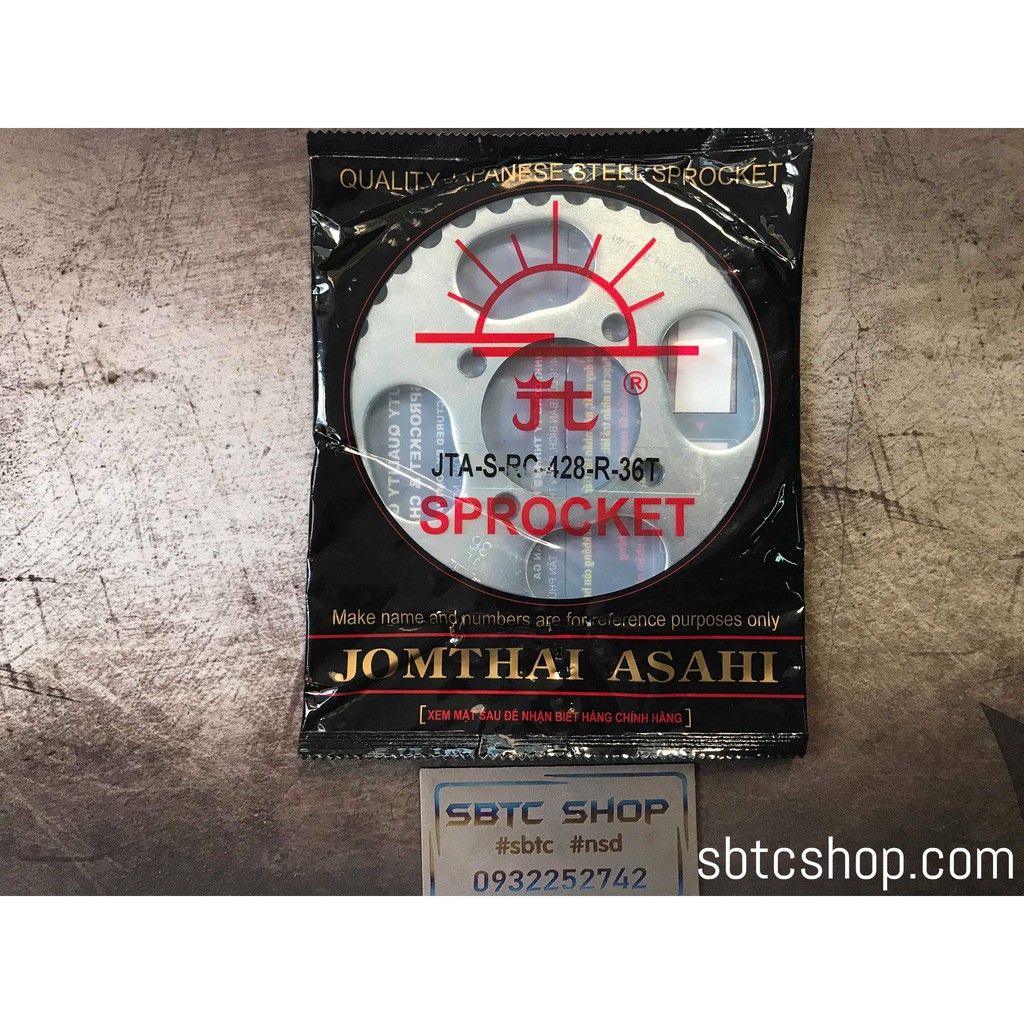 QUALITY JAPANESE STEEL SPROCKET
Jt ®
JTA-S-RC-428-R-36T
SPROCKET
Make name and numbers are for reference purposes only
JOMTHAI ASAHI
[XEM MẶT SAU ĐỂ NHẬN BIẾT HÀNG CHÍNH HÃNG]
SBTC SHOP
#sbtc #nsd
0932252742
sbtcshop.com